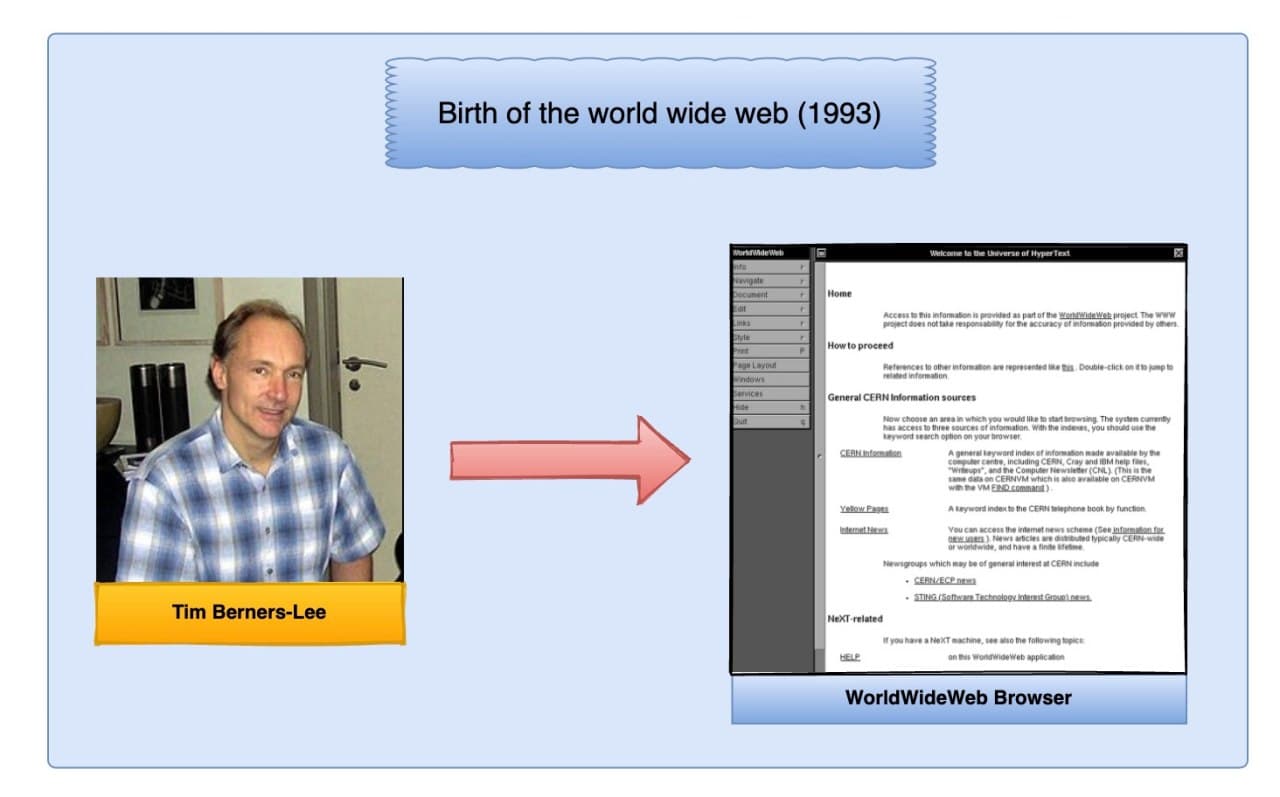 Birth of the world wide web (1993)
Tim Berners-Lee
WorldWideWeb
Info r
Navigate r
Document r
Edit r
Links r
Style r
Print P
Page Layout
Windows
Services
Hide h
Quit q
Welcome to the Universe of HyperText
Home
Access to this information is provided as part of the WorldWideWeb project. The WWW
project does not take responsibility for the accuracy of information provided by others.
How to proceed
References to other information are represented like this . Double-click on it to jump to
related information.
General CERN Information sources
Now choose an area in which you would like to start browsing. The system currently
has access to three sources of information. With the indexes, you should use the
keyword search option on your browser.
CERN Information
A general keyword index of information made available by the
computer centre, including CERN, Cray and IBM help files,
"Writeups", and the Computer Newsletter (CNL). (This is the
same data on CERNVM which is also available on CERNVM
with the VM FIND command ) .
Yellow Pages
A keyword index to the CERN telephone book by function.
Internet News
You can access the internet news scheme (See information for
new users ). News articles are distributed typically CERN-wide
or worldwide, and have a finite lifetime.
Newsgroups which may be of general interest at CERN include
• CERN/ECP news
• STING (Software Technology Interest Group) news.
NeXT-related
If you have a NeXT machine, see also the following topics:
HELP
on this WorldWideWeb application
WorldWideWeb Browser